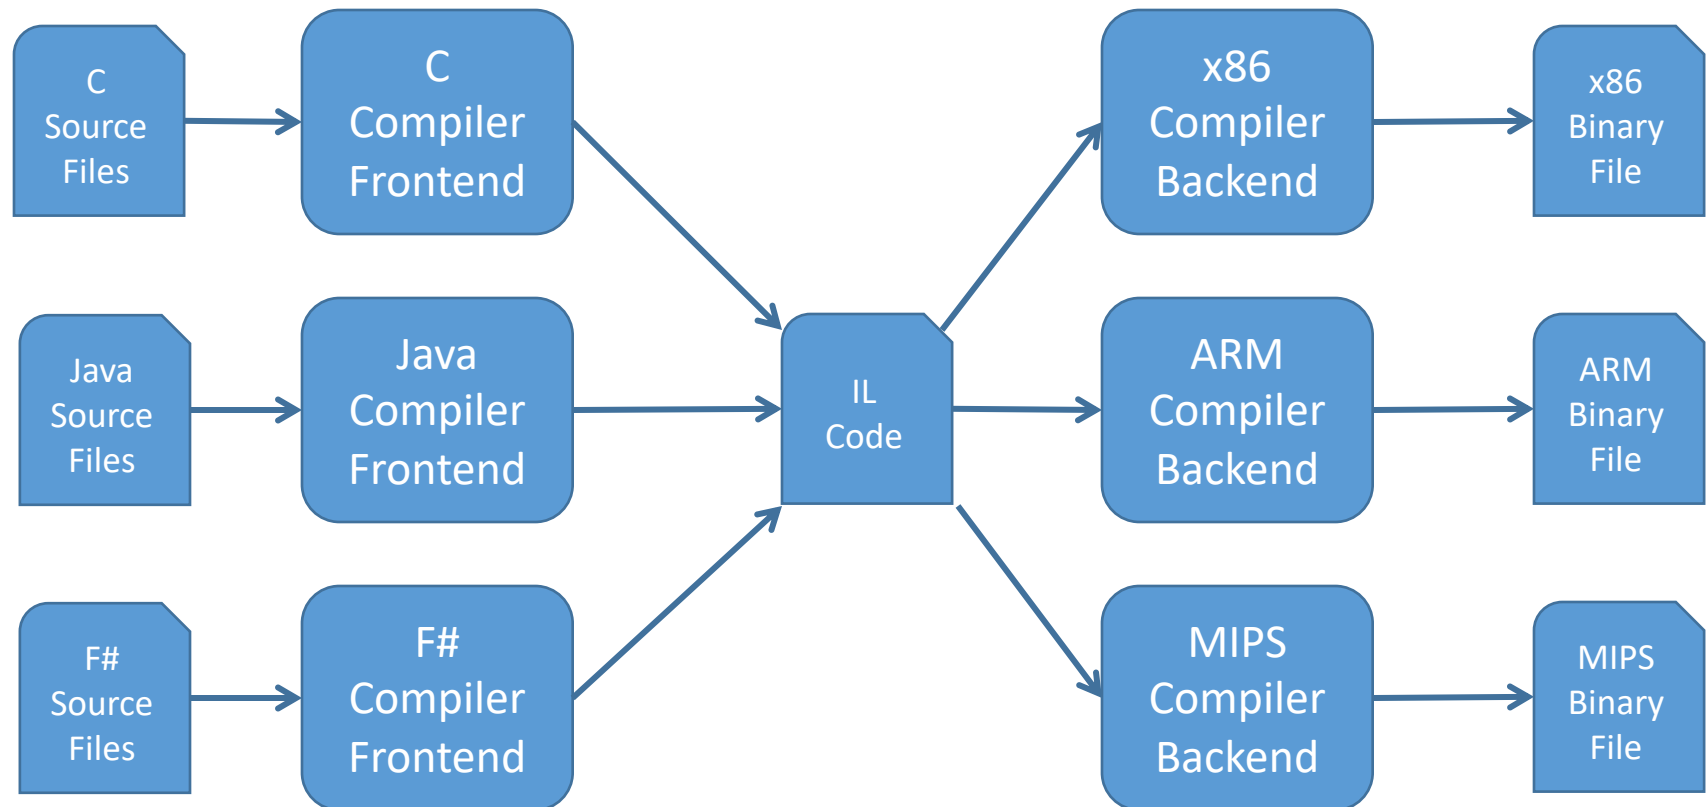 C
Source
Files
C
Compiler
Frontend
x86
Compiler
Backend
x86
Binary
File
Java
Source
Files
Java
Compiler
Frontend
IL
Code
ARM
Compiler
Backend
ARM
Binary
File
F#
Source
Files
F#
Compiler
Frontend
MIPS
Compiler
Backend
MIPS
Binary
File